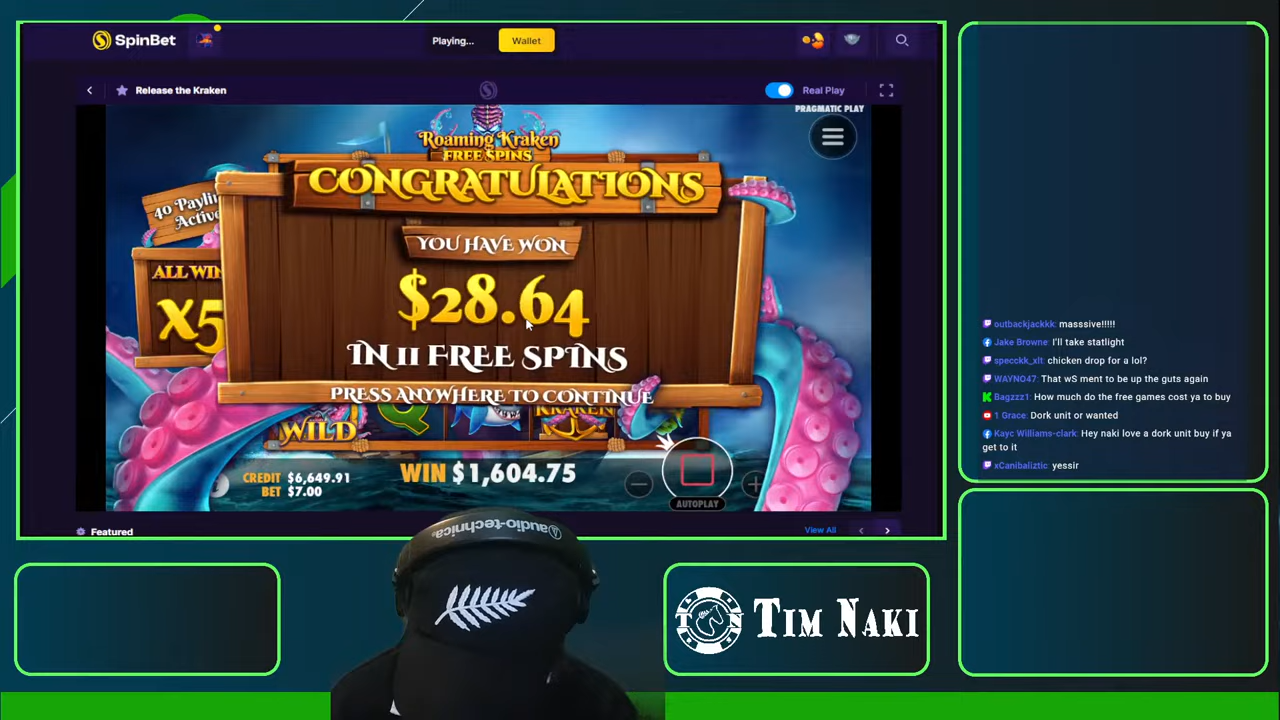 SpinBet
Playing...
Wallet
Release the Kraken
Real Play
PRAGMATIC PLAY
Roaming Kraken
FREE SPINS
CONGRATULATIONS
40 Paylin
Active
YOU HAVE WON
ALL WIN
X5
$28.64
IN 11 FREE SPINS
PRESS ANYWHERE TO CONTINUE
WILD
Q
KRAKEN
CREDIT $6,649.91
BET $7.00
WIN $1,604.75
AUTOPLAY
Featured
View All
audio-technica
TIM NAKI
outbackjackkk: masssive!!!!!
Jake Browne: I'll take statlight
specckk_xlt: chicken drop for a lol?
WAYNO47: That wS ment to be up the guts again
Bagzzz1: How much do the free games cost ya to buy
1 Grace: Dork unit or wanted
Kayc Williams-clark: Hey naki love a dork unit buy if ya
get to it
xCanibaliztic: yessir